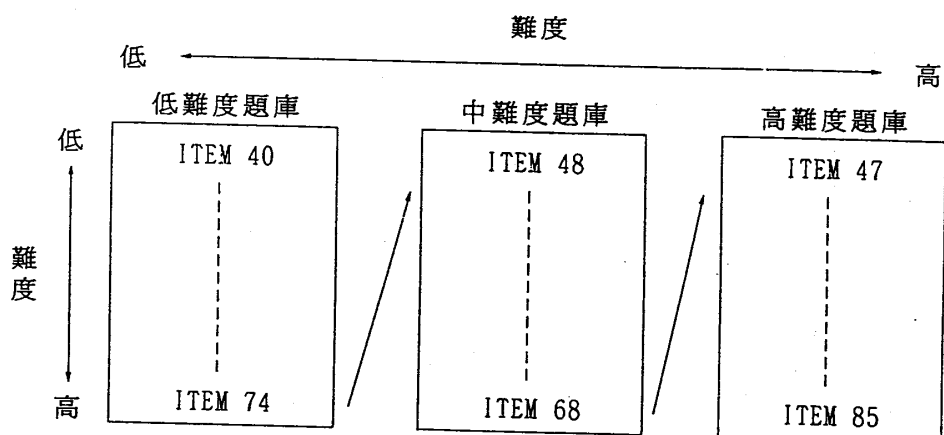 難度
低
高
低難度題庫
中難度題庫
高難度題庫
低
ITEM 40
ITEM 48
ITEM 47
難度
高
ITEM 74
ITEM 68
ITEM 85